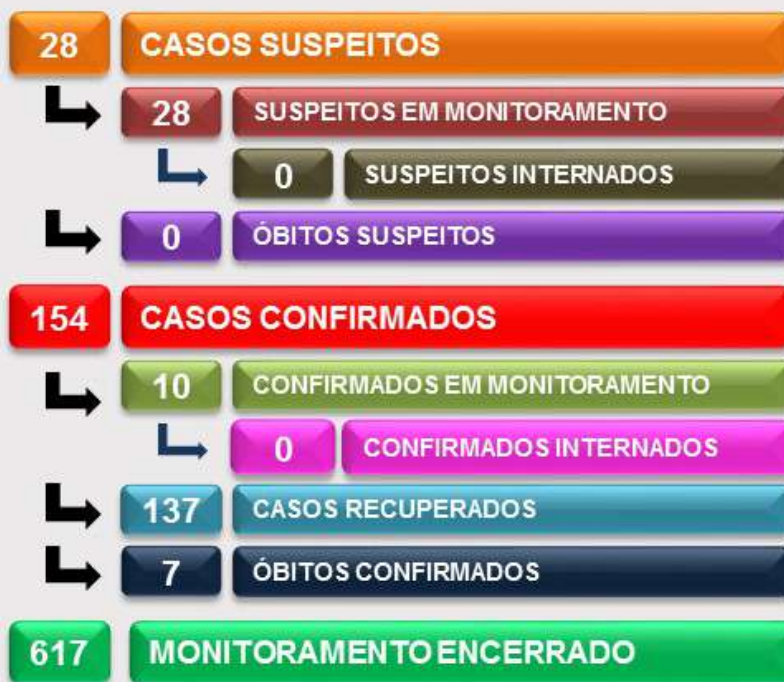 28 CASOS SUSPEITOS
28 SUSPEITOS EM MONITORAMENTO
0 SUSPEITOS INTERNADOS
0 ÓBITOS SUSPEITOS
154 CASOS CONFIRMADOS
10 CONFIRMADOS EM MONITORAMENTO
0 CONFIRMADOS INTERNADOS
137 CASOS RECUPERADOS
7 ÓBITOS CONFIRMADOS
617 MONITORAMENTO ENCERRADO